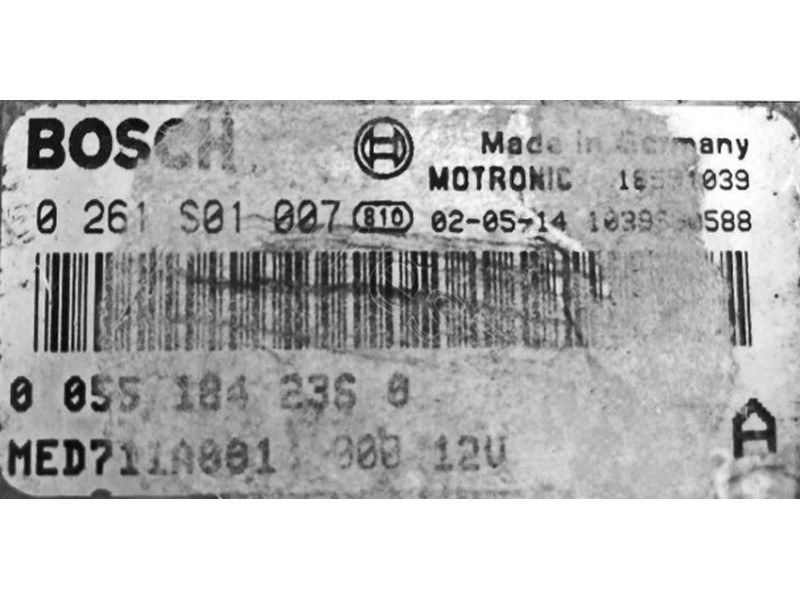 BOSCH
Made in Germany
MOTRONIC
0 261 S01 007 810 02-05-14
0 055 184 236 0
000 12V
A